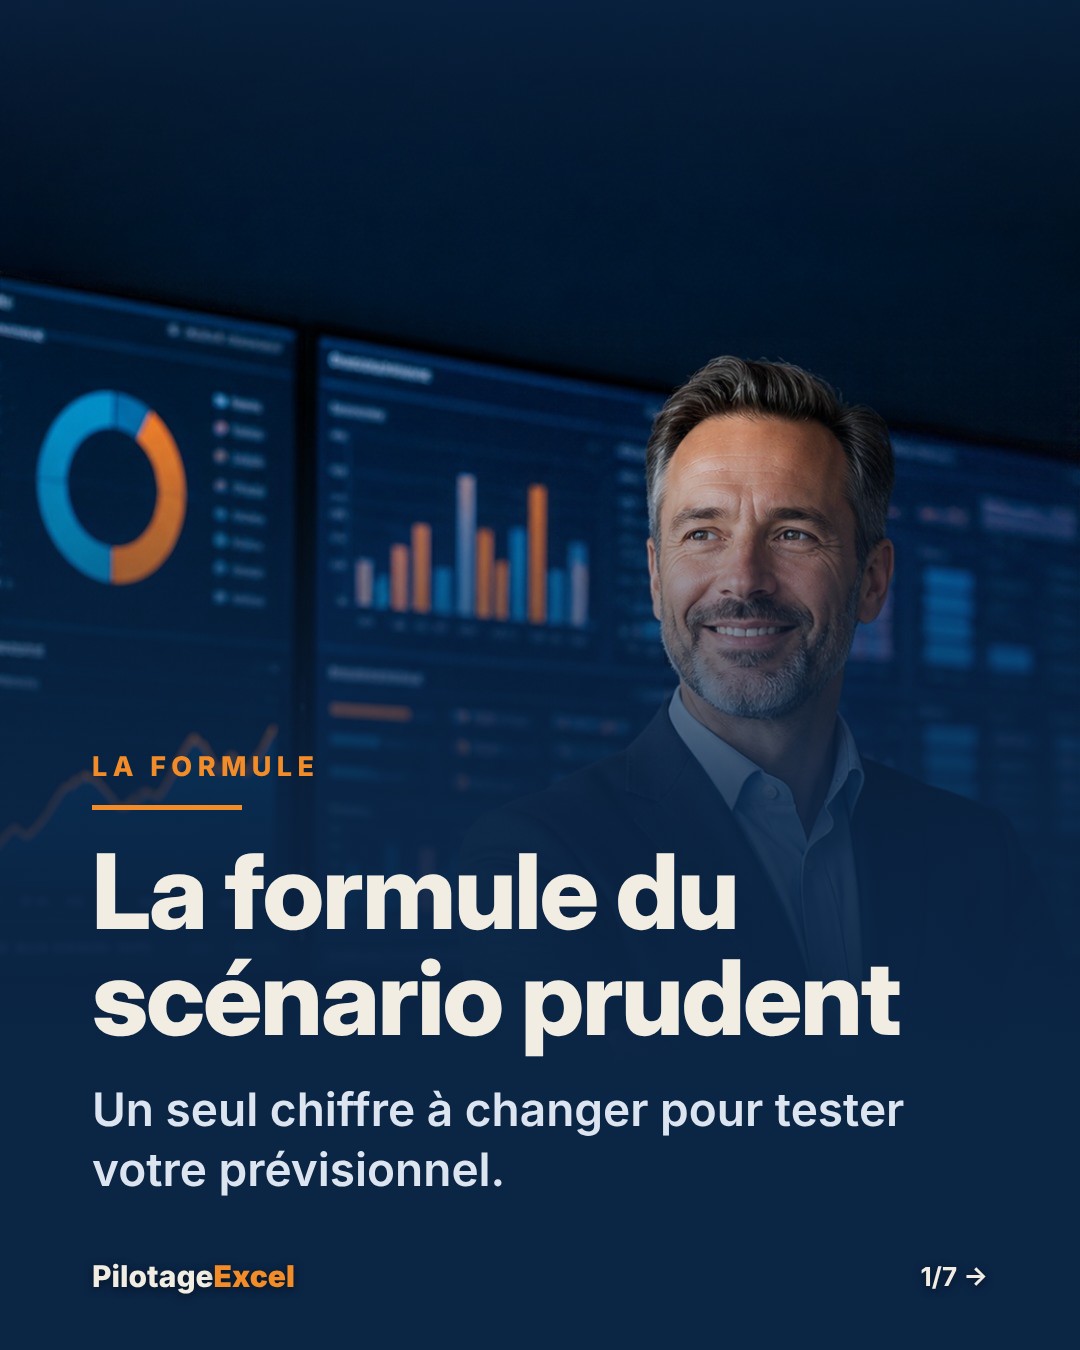 LA FORMULE
La formule du
scénario prudent
Un seul chiffre à changer pour tester
votre prévisionnel.
PilotageExcel
1/7 →